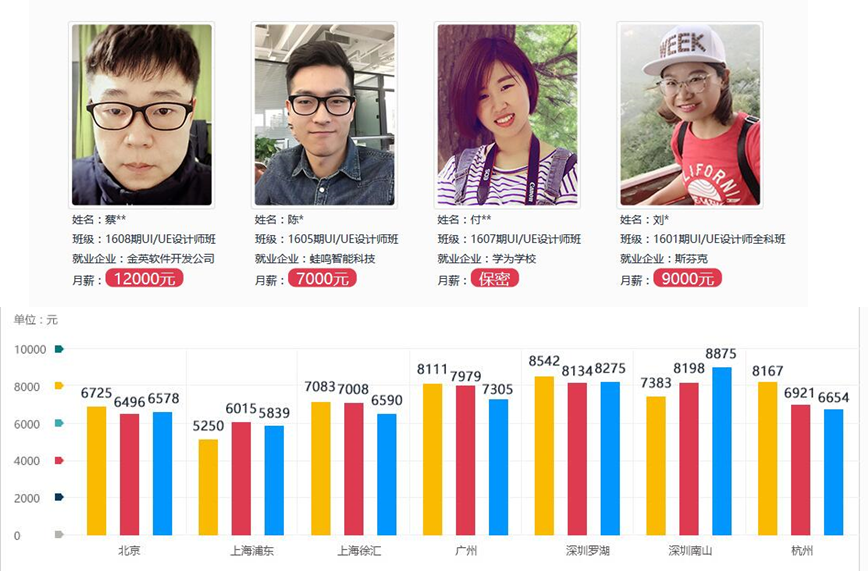 WEEK
Canon
CALIFORNIA
姓名：蔡**
班级：1608期UI/UE设计师班
就业企业：金英软件开发公司
月薪：12000元
姓名：陈*
班级：1605期UI/UE设计师班
就业企业：蛙鸣智能科技
月薪：7000元
姓名：付**
班级：1607期UI/UE设计师班
就业企业：学为学校
月薪：保密
姓名：刘*
班级：1601期UI/UE设计师全科班
就业企业：斯芬克
月薪：9000元
单位：元
10000
8000
6000
4000
2000
0
6725 6496 6578
5250 6015 5839
7083 7008 6590
8111 7979 7305
8542 8134 8275
7383 8198 8875
8167 6921 6654
北京 上海浦东 上海徐汇 广州 深圳罗湖 深圳南山 杭州